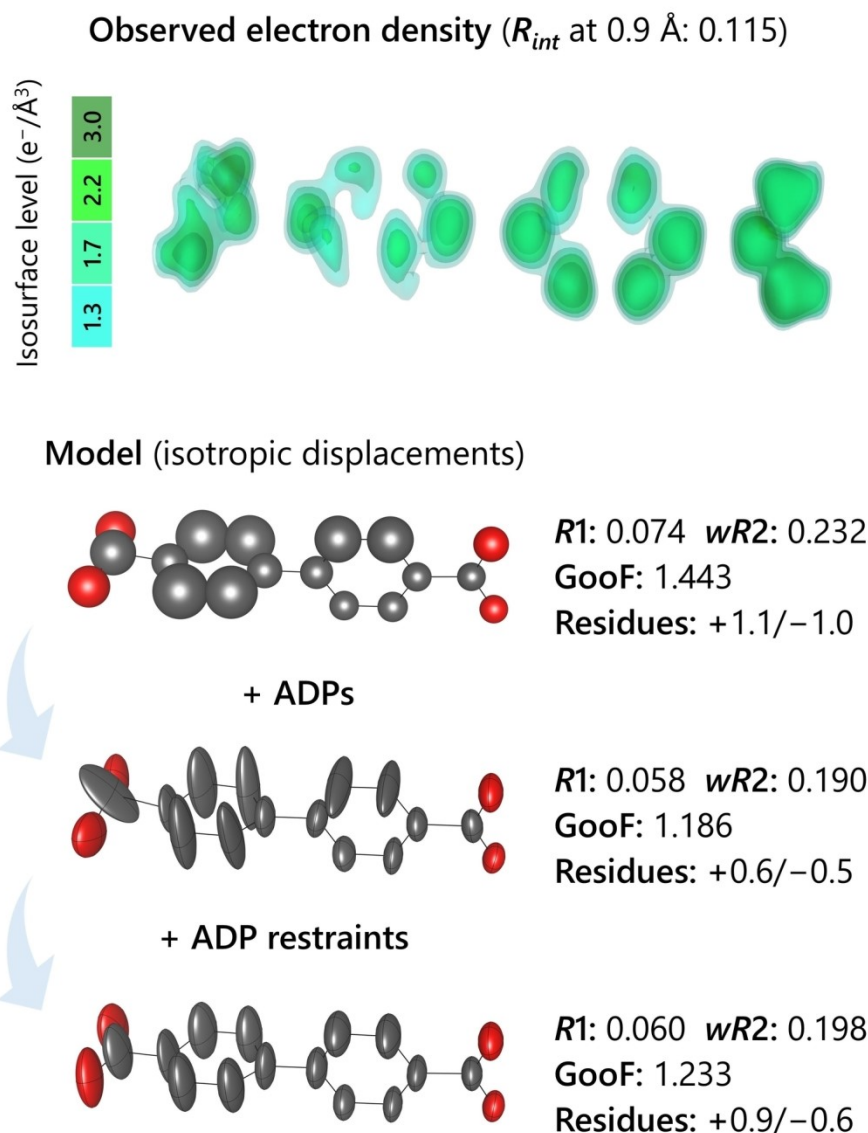 Observed electron density (Rint at 0.9 Å: 0.115)
Isosurface level (e⁻/Å³)
3.0
2.2
1.7
1.3
Model (isotropic displacements)
R1: 0.074 wR2: 0.232
GooF: 1.443
Residues: +1.1/−1.0
+ ADPs
R1: 0.058 wR2: 0.190
GooF: 1.186
Residues: +0.6/−0.5
+ ADP restraints
R1: 0.060 wR2: 0.198
GooF: 1.233
Residues: +0.9/−0.6